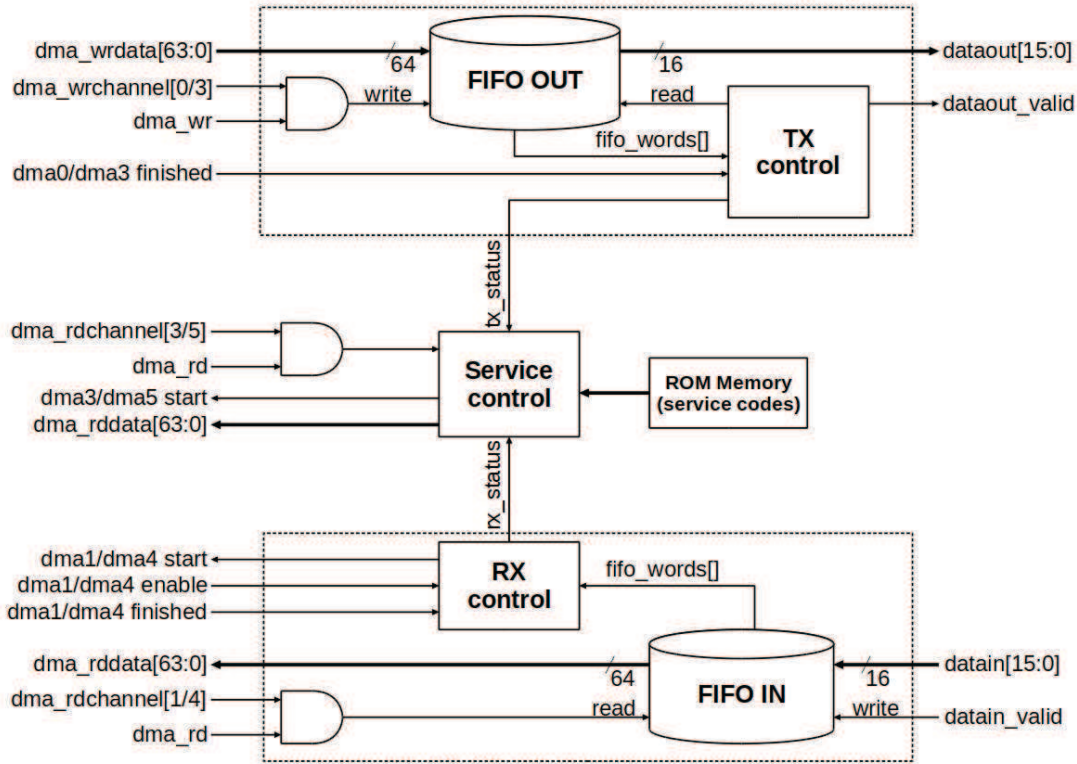 dma_wrdata[63:0]
64
FIFO OUT
16
dataout[15:0]
dma_wrchannel[0/3]
write
read
dataout_valid
dma_wr
TX
control
fifo_words[]
dma0/dma3 finished
tx_status
dma_rdchannel[3/5]
dma_rd
Service
control
ROM Memory
(service codes)
dma3/dma5 start
dma_rddata[63:0]
rx_status
dma1/dma4 start
RX
control
fifo_words[]
dma1/dma4 enable
dma1/dma4 finished
dma_rddata[63:0]
64
FIFO IN
16
datain[15:0]
dma_rdchannel[1/4]
read
write
datain_valid
dma_rd